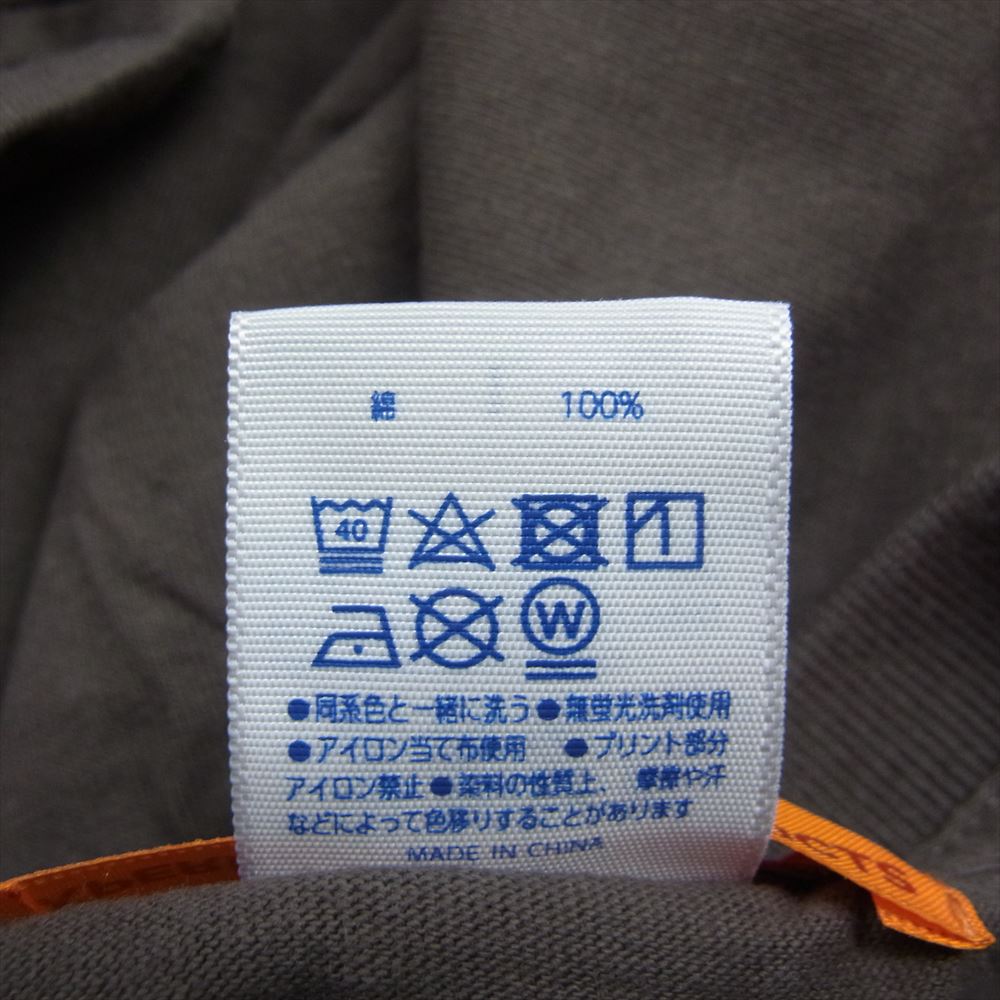 綿 100%
40
W
●同系色と一緒に洗う ●無蛍光洗剤使用
●アイロン当て布使用 ●プリント部分
アイロン禁止 ●染料の性質上、摩擦や汗
などによって色移りすることがあります
MADE IN CHINA